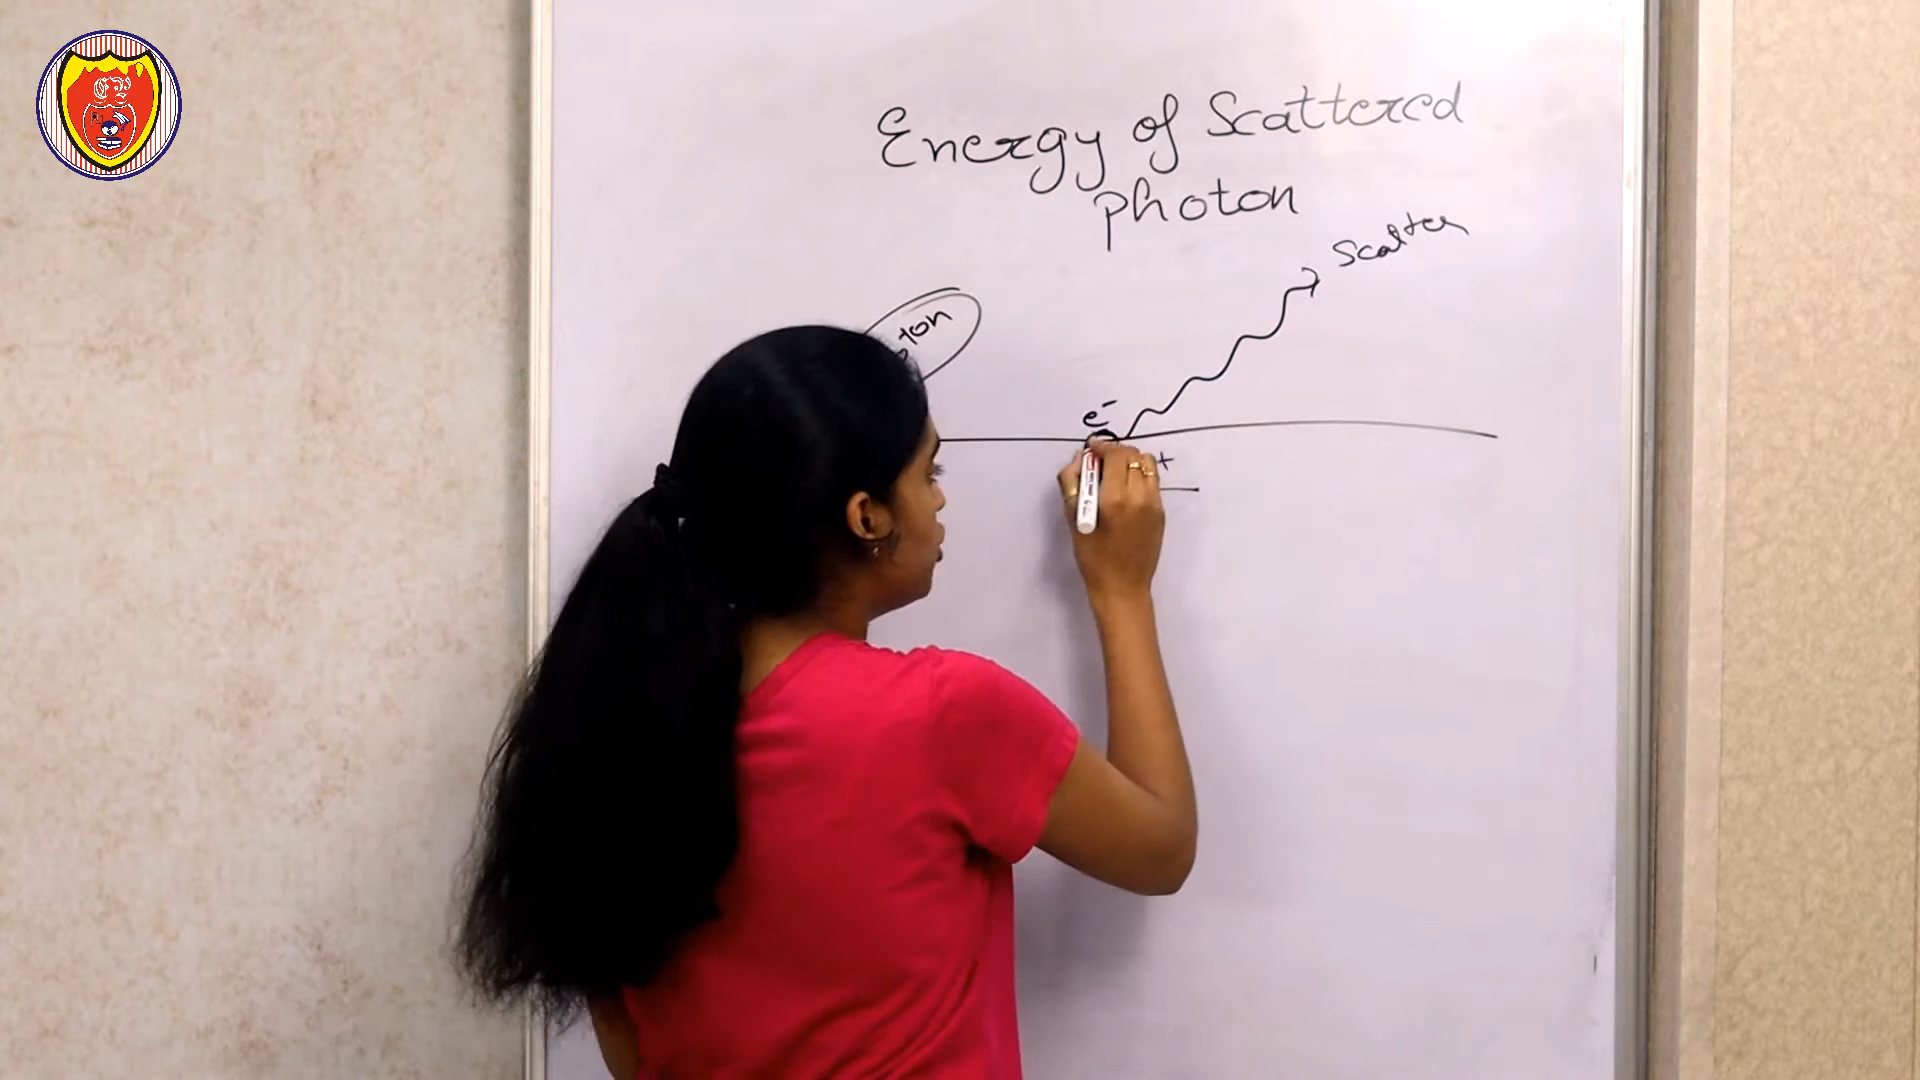 Energy of Scattered
photon
Scatter
e-
+